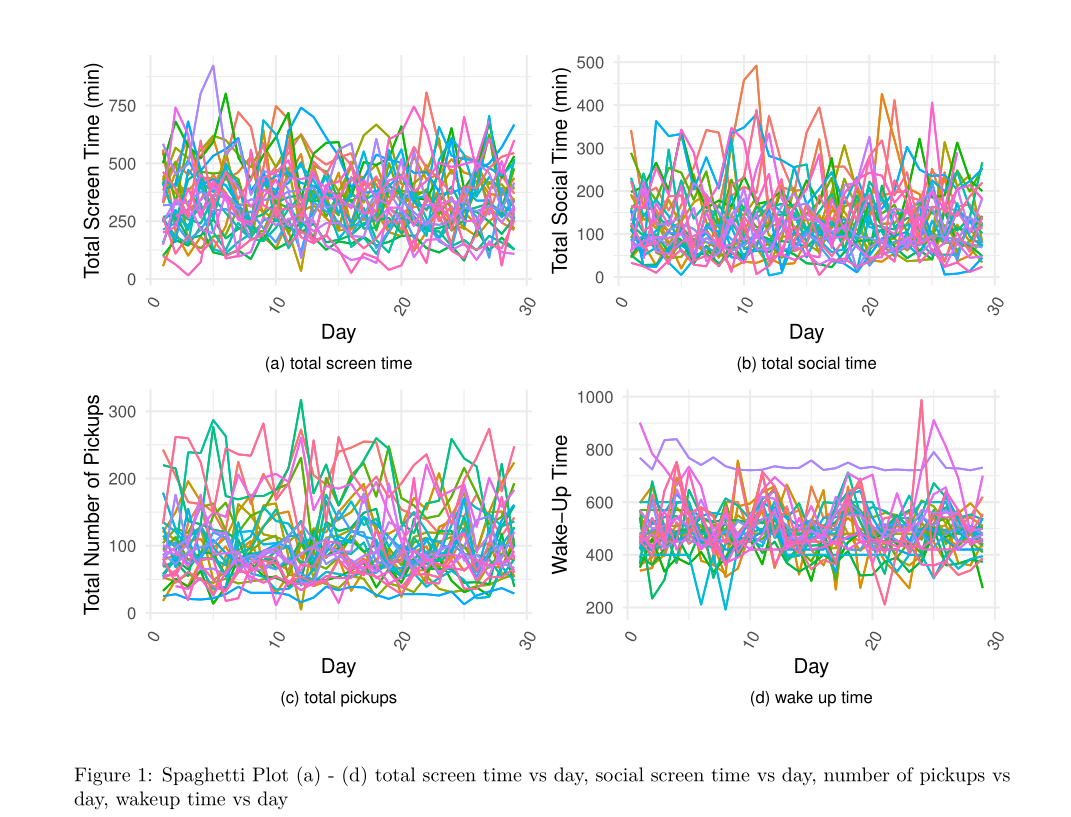 Total Screen Time (min)
750
500
250
0
0
10
20
30
Day
(a) total screen time
Total Social Time (min)
500
400
300
200
100
0
0
10
20
30
Day
(b) total social time
Total Number of Pickups
300
200
100
0
0
10
20
30
Day
(c) total pickups
Wake−Up Time
1000
800
600
400
200
0
10
20
30
Day
(d) wake up time
Figure 1: Spaghetti Plot (a) - (d) total screen time vs day, social screen time vs day, number of pickups vs
day, wakeup time vs day